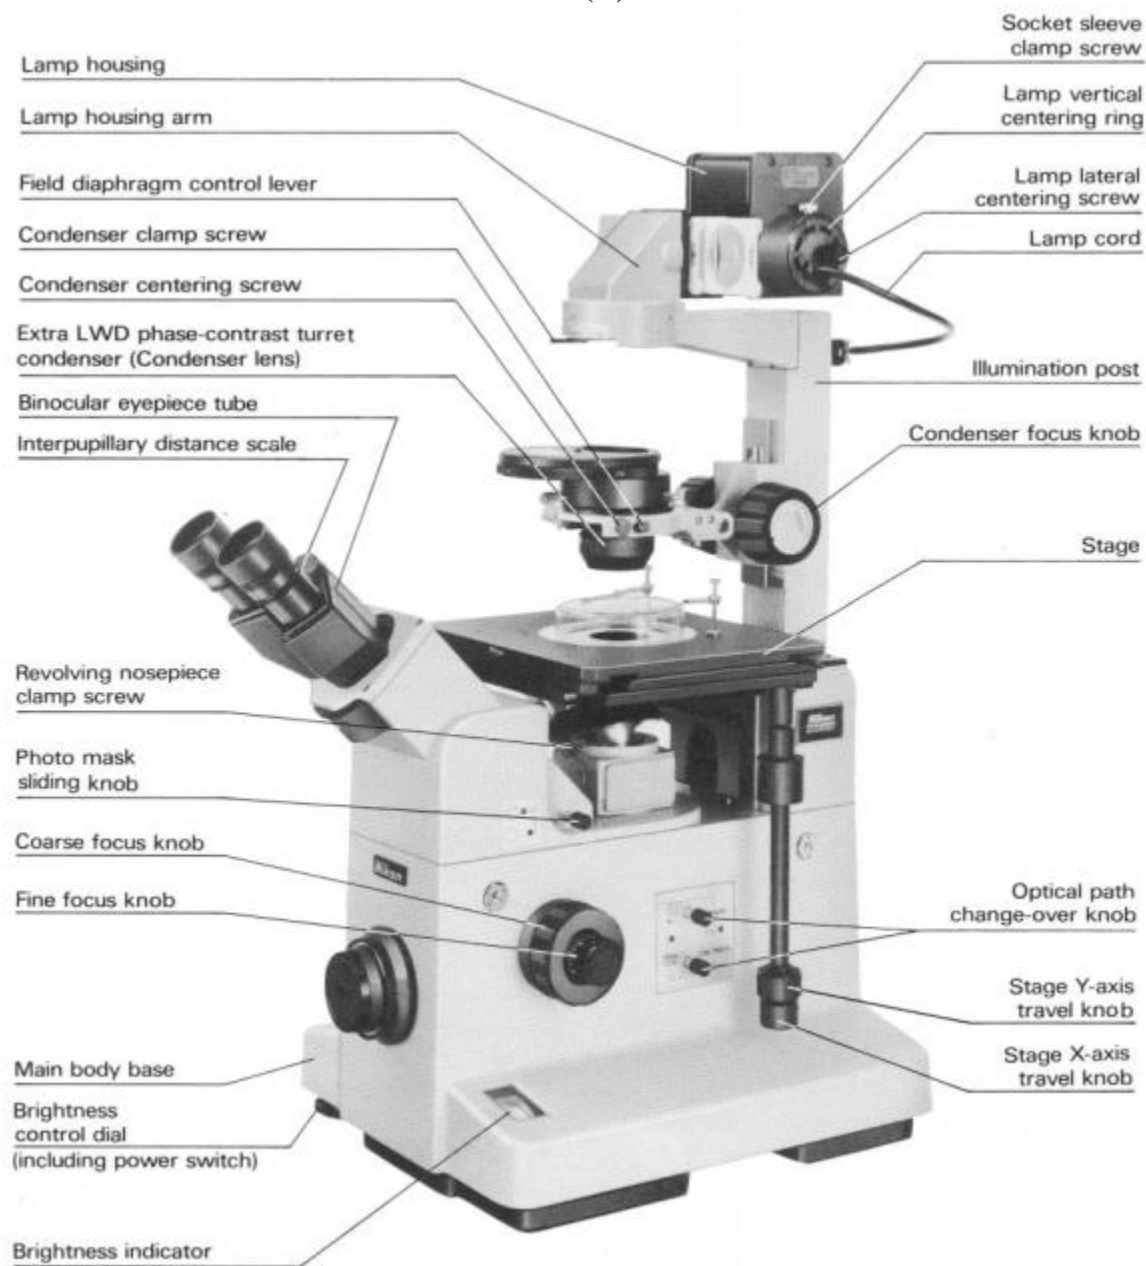 Lamp housing
Lamp housing arm
Field diaphragm control lever
Condenser clamp screw
Condenser centering screw
Extra LWD phase-contrast turret
condenser (Condenser lens)
Binocular eyepiece tube
Interpupillary distance scale
Revolving nosepiece
clamp screw
Photo mask
sliding knob
Coarse focus knob
Fine focus knob
Main body base
Brightness
control dial
(including power switch)
Brightness indicator
Socket sleeve
clamp screw
Lamp vertical
centering ring
Lamp lateral
centering screw
Lamp cord
Illumination post
Condenser focus knob
Stage
Optical path
change-over knob
Stage Y-axis
travel knob
Stage X-axis
travel knob
Nikon
Nikon